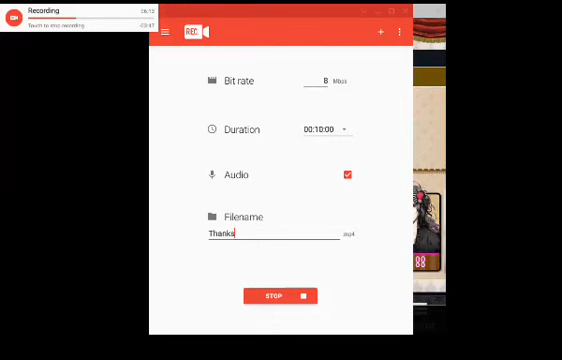 Recording
06:13
Touch to stop recording
-03:47
REC
Bit rate
8 Mbps
Duration
00:10:00
Audio
Filename
Thanks .mp4
STOP